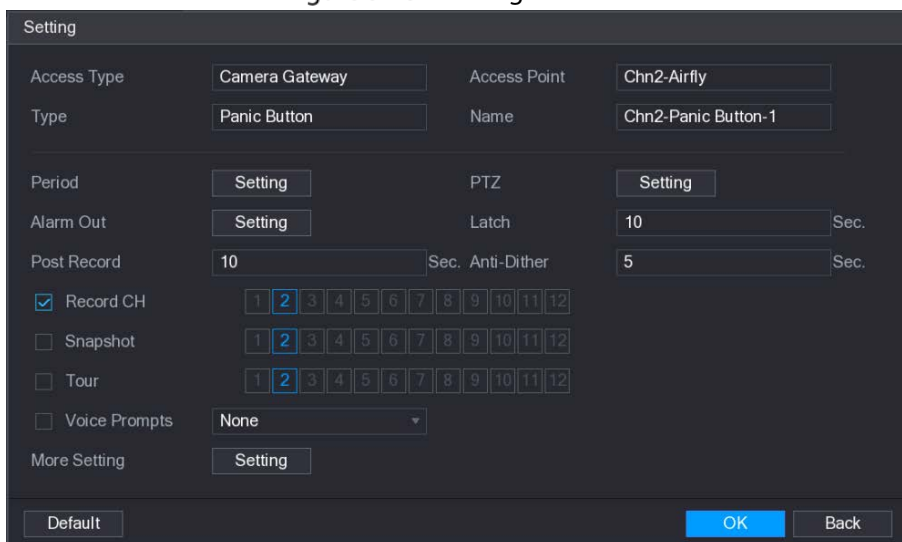 Setting
Access Type Camera Gateway Access Point Chn2-Airfly
Type Panic Button Name Chn2-Panic Button-1
Period Setting PTZ Setting
Alarm Out Setting Latch 10 Sec.
Post Record 10 Sec. Anti-Dither 5 Sec.
Record CH 1 2 3 4 5 6 7 8 9 10 11 12
Snapshot 1 2 3 4 5 6 7 8 9 10 11 12
Tour 1 2 3 4 5 6 7 8 9 10 11 12
Voice Prompts None
More Setting Setting
Default OK Back